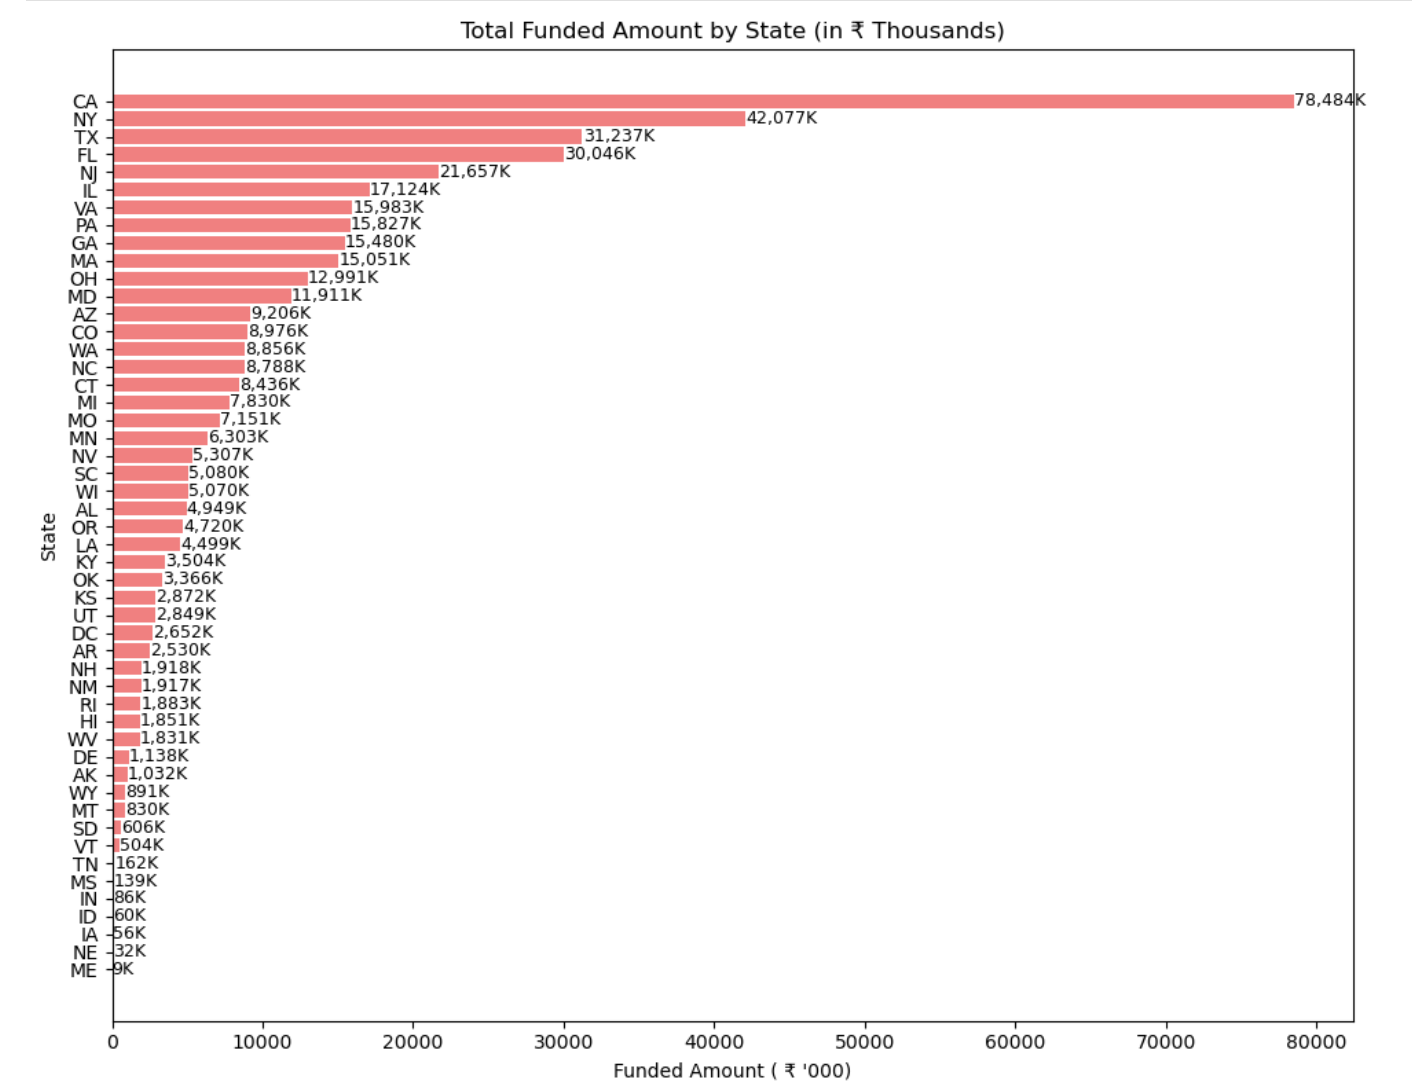 Total Funded Amount by State (in ₹ Thousands)
CA 78,484K
NY 42,077K
TX 31,237K
FL 30,046K
NJ 21,657K
IL 17,124K
VA 15,983K
PA 15,827K
GA 15,480K
MA 15,051K
OH 12,991K
MD 11,911K
AZ 9,206K
CO 8,976K
WA 8,856K
NC 8,788K
CT 8,436K
MI 7,830K
MO 7,151K
MN 6,303K
NV 5,307K
SC 5,080K
WI 5,070K
AL 4,949K
OR 4,720K
LA 4,499K
KY 3,504K
OK 3,366K
KS 2,872K
UT 2,849K
DC 2,652K
AR 2,530K
NH 1,918K
NM 1,917K
RI 1,883K
HI 1,851K
WV 1,831K
DE 1,138K
AK 1,032K
WY 891K
MT 830K
SD 606K
VT 504K
TN 162K
MS 139K
IN 86K
ID 60K
IA 56K
NE 32K
ME 9K
State
0 10000 20000 30000 40000 50000 60000 70000 80000
Funded Amount ( ₹ '000)